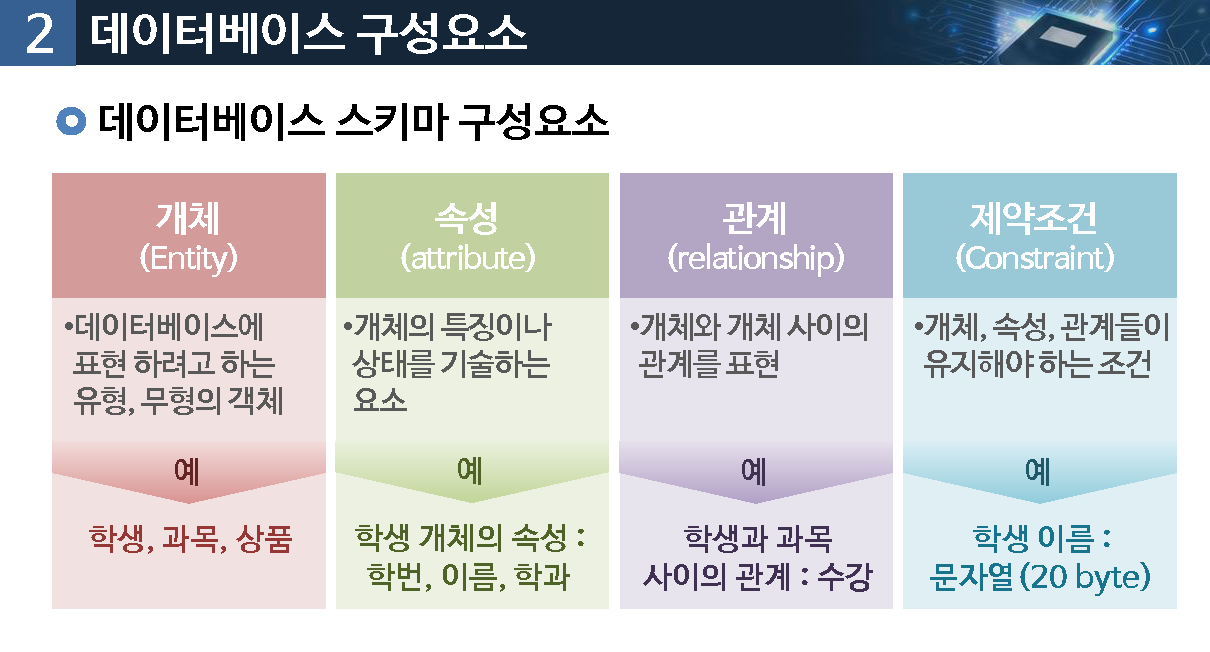 2 데이터베이스 구성요소
데이터베이스 스키마 구성요소
개체
(Entity)
•데이터베이스에
표현 하려고 하는
유형, 무형의 객체
예
학생, 과목, 상품
속성
(attribute)
•개체의 특징이나
상태를 기술하는
요소
예
학생 개체의 속성 :
학번, 이름, 학과
관계
(relationship)
•개체와 개체 사이의
관계를 표현
예
학생과 과목
사이의 관계 : 수강
제약조건
(Constraint)
•개체, 속성, 관계들이
유지해야 하는 조건
예
학생 이름 :
문자열 (20 byte)